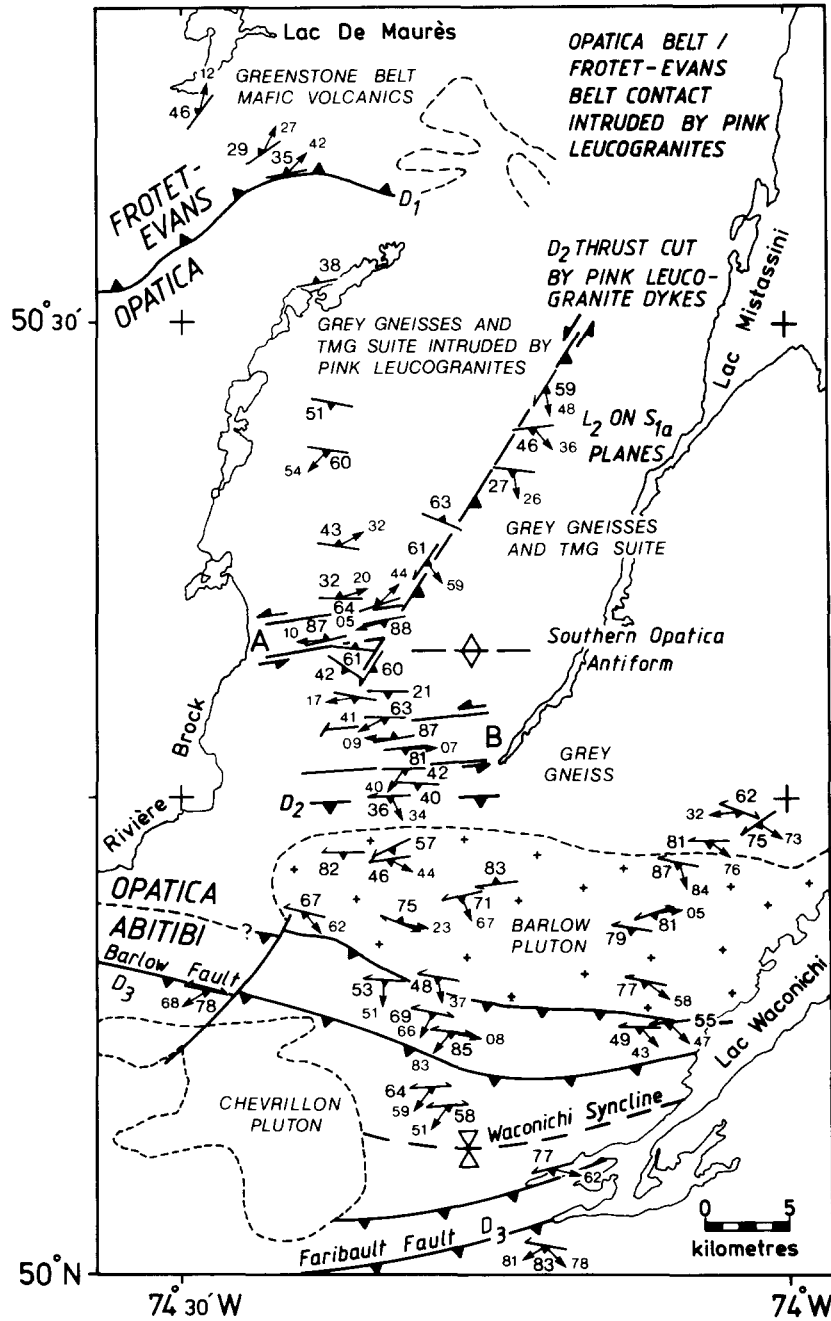 Lac De Maurès
OPATICA BELT /
FROTET-EVANS
BELT CONTACT
INTRUDED BY PINK
LEUCOGRANITES
GREENSTONE BELT
MAFIC VOLCANICS
12
46
27
29
35
42
FROTET-
EVANS
D1
OPATICA
Lac Mistassini
D2 THRUST CUT
BY PINK LEUCO-
GRANITE DYKES
38
50°30'
GREY GNEISSES AND
TMG SUITE INTRUDED BY
PINK LEUCOGRANITES
59
48
51
L2 ON S1a
PLANES
46
36
54
60
27
26
63
43
32
GREY GNEISSES
AND TMG SUITE
61
59
32
20
44
64
05
88
10
87
A
Southern Opatica
Antiform
61
60
42
17
21
41
63
87
09
07
B
81
42
GREY
GNEISS
40
40
D2
36
34
Rivière Brock
62
32
75
73
57
82
46
44
83
81
76
87
84
OPATICA
67
62
75
23
71
67
BARLOW
PLUTON
05
81
79
ABITIBI
?
Barlow Fault
D3
68
78
53
51
48
37
77
58
69
66
08
85
83
55
49
43
47
Lac Waconichi
64
59
58
51
CHEVRILLON
PLUTON
Waconichi Syncline
77
62
0 5
kilometres
Faribault Fault D3
81
83
78
50°N
74°30'W
74°W